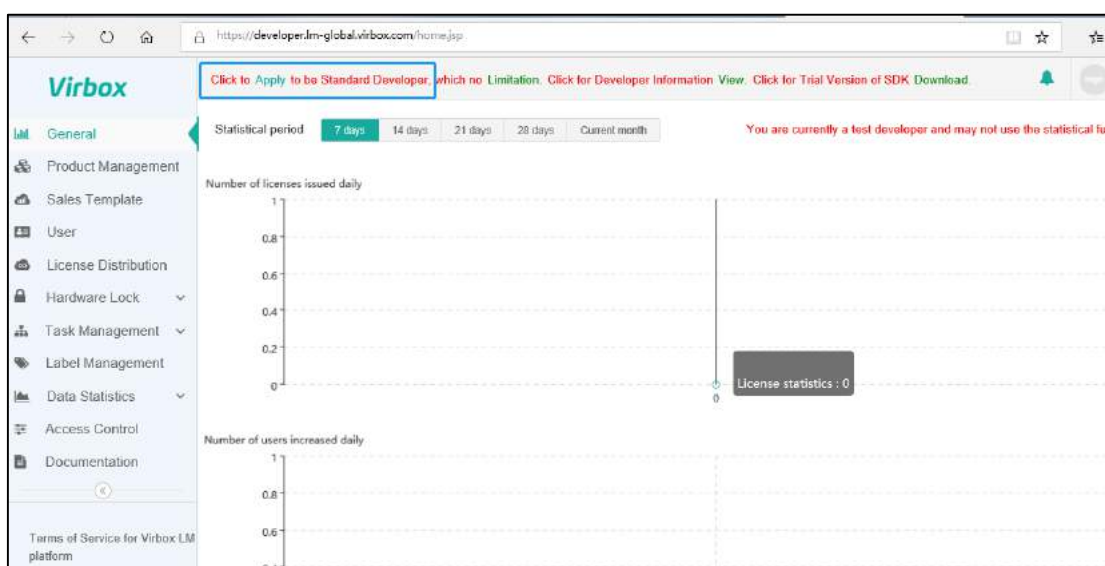 https://developer.lm-global.virbox.com/home.jsp
Virbox
Click to Apply to be Standard Developer, which no Limitation. Click for Developer Information View. Click for Trial Version of SDK Download.
General
Product Management
Sales Template
User
License Distribution
Hardware Lock
Task Management
Label Management
Data Statistics
Access Control
Documentation
Terms of Service for Virbox LM
platform
Statistical period 7 days 14 days 21 days 28 days Current month
You are currently a test developer and may not use the statistical fu
Number of licenses issued daily
1
0.8
0.6
0.4
0.2
0
License statistics : 0
0
Number of users increased daily
1
0.8
0.6